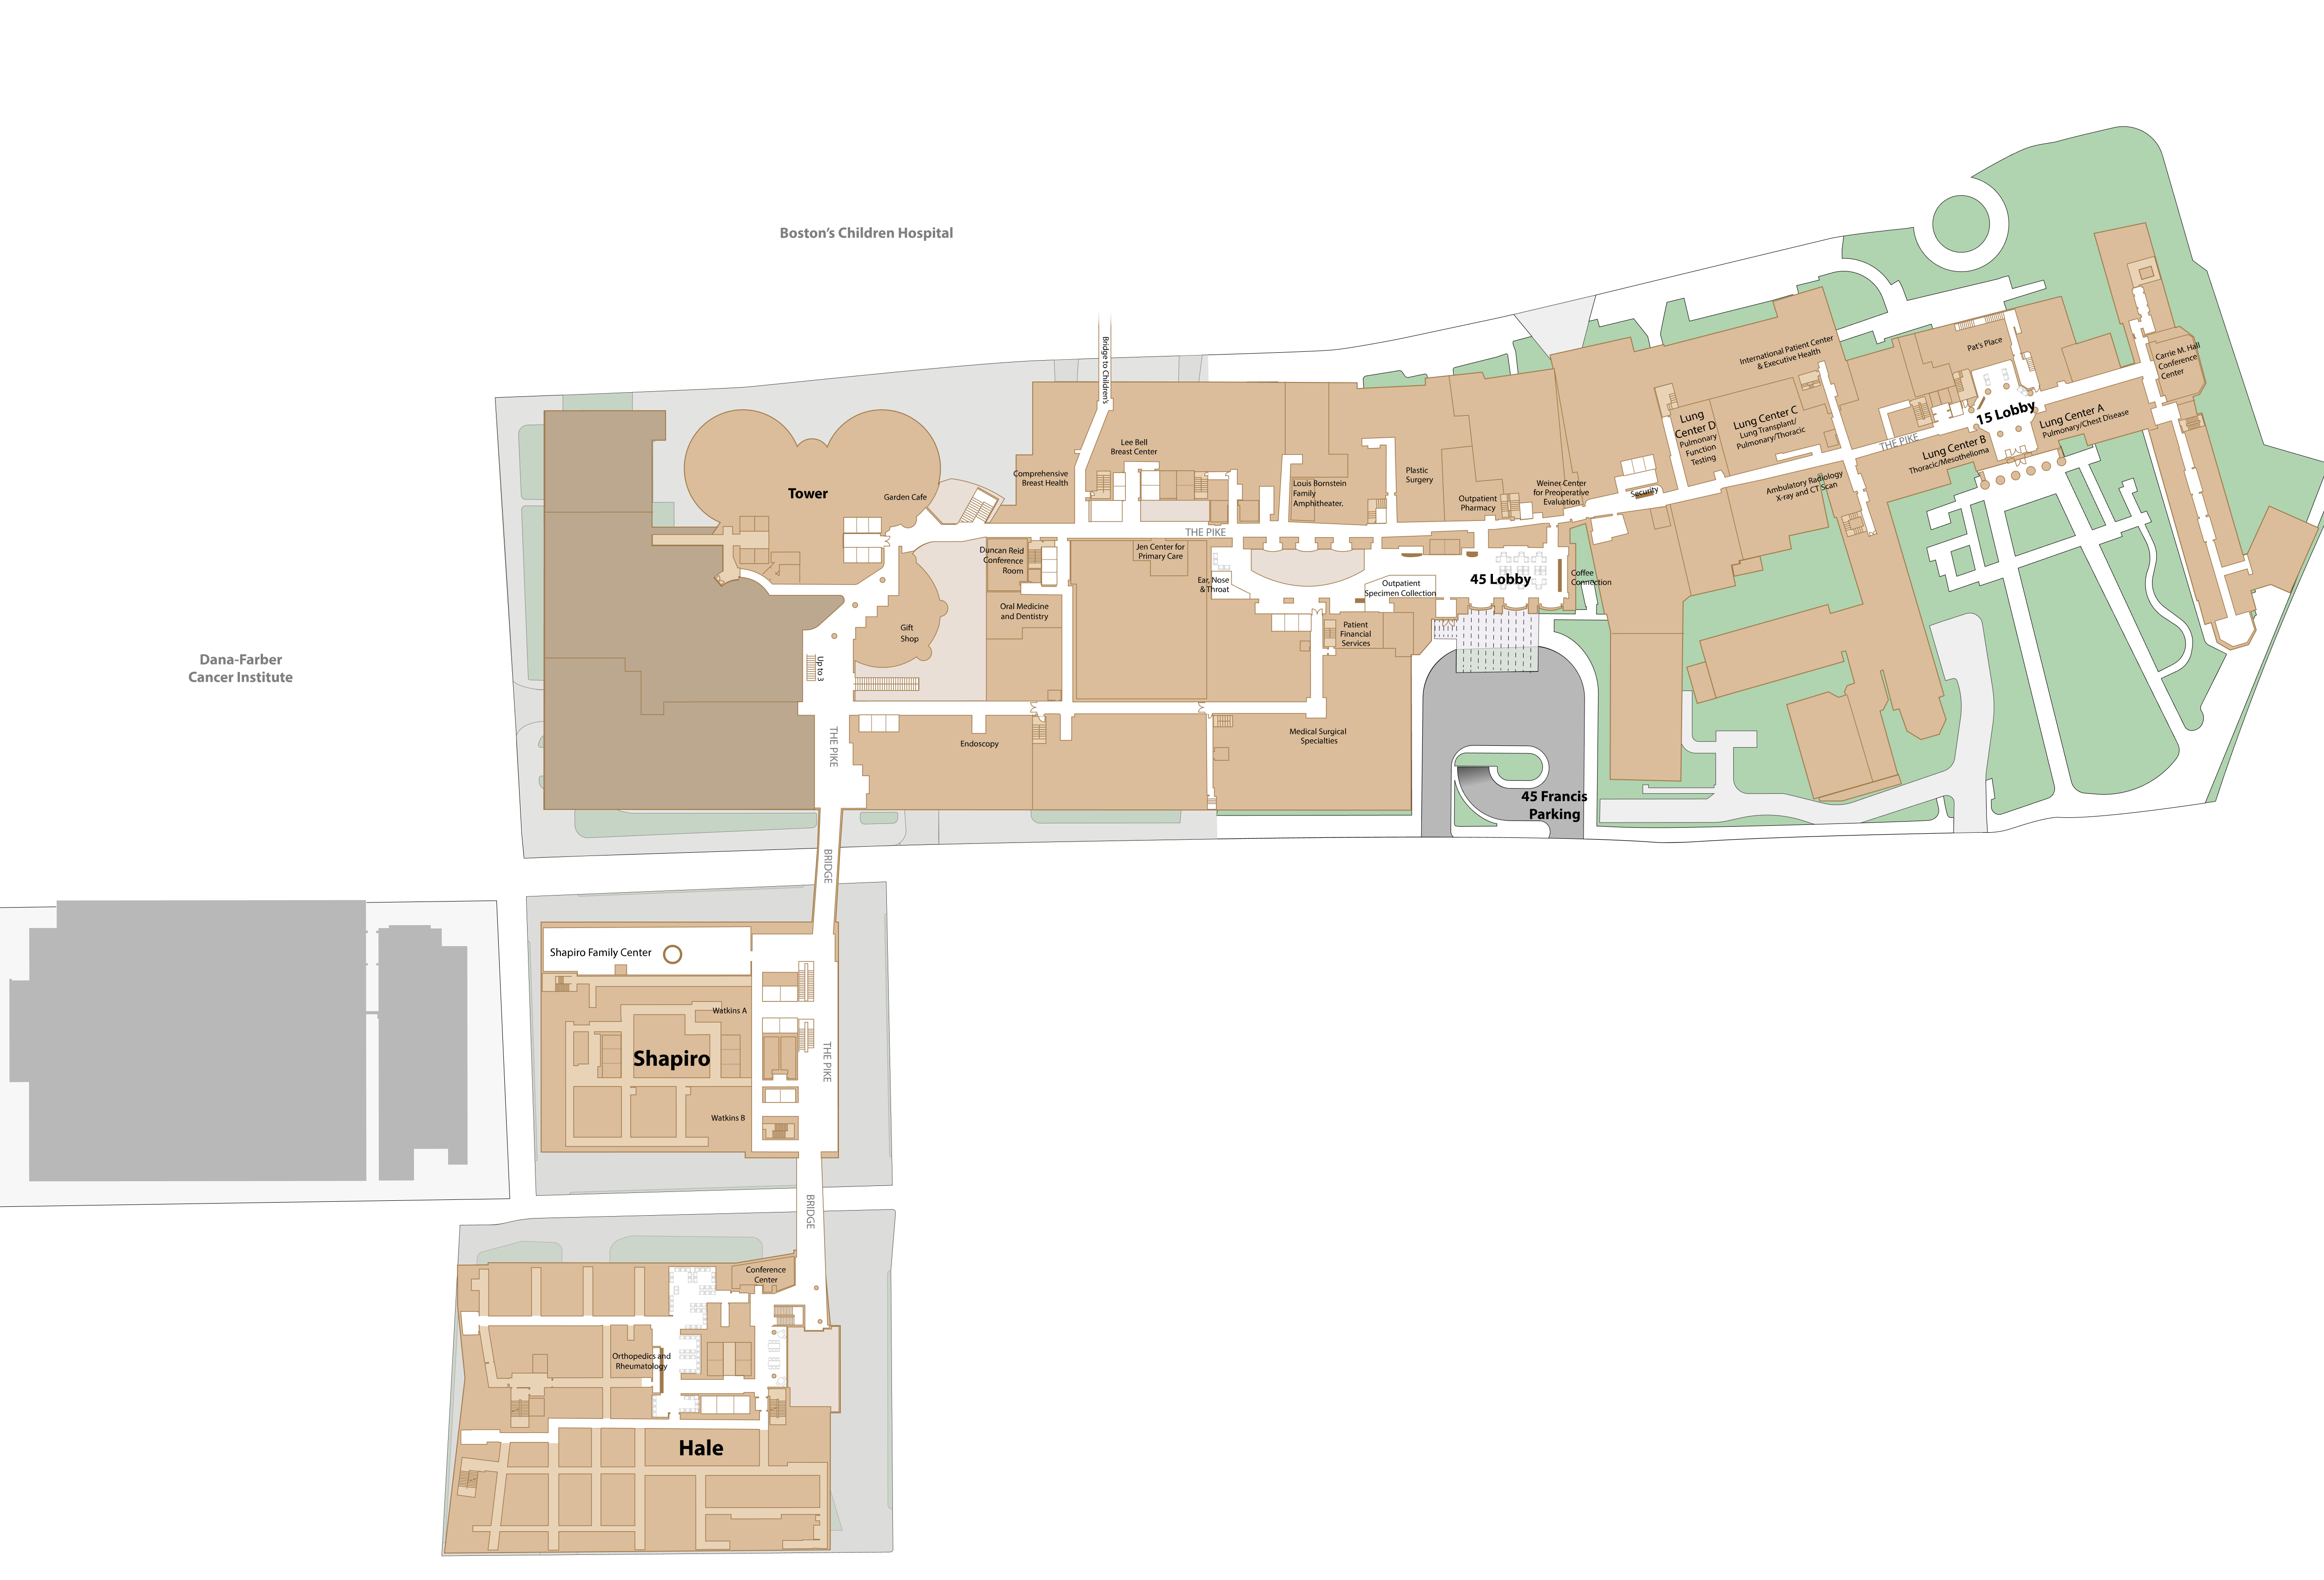 Boston's Children Hospital
Dana-Farber
Cancer Institute
Tower
Garden Cafe
Gift
Shop
Up to 3
THE PIKE
BRIDGE
Comprehensive
Breast Health
Bridge to Children's
Lee Bell
Breast Center
THE PIKE
Duncan Reid
Conference
Room
Oral Medicine
and Dentistry
Endoscopy
Jen Center for
Primary Care
Ear, Nose
& Throat
Louis Bornstein
Family
Amphitheater.
Plastic
Surgery
Outpatient
Pharmacy
Weiner Center
for Preoperative
Evaluation
45 Lobby
Coffee
Connection
Outpatient
Specimen Collection
Patient
Financial
Services
Medical Surgical
Specialties
45 Francis
Parking
Security
Lung
Center D
Pulmonary
Function
Testing
Lung Center C
Lung Transplant/
Pulmonary/Thoracic
International Patient Center
& Executive Health
Ambulatory Radiology
X-ray and CT Scan
THE PIKE
Pat's Place
15 Lobby
Lung Center B
Thoracic/Mesothelioma
Lung Center A
Pulmonary/Chest Disease
Carrie M. Hall
Conference
Center
Shapiro Family Center
Watkins A
Shapiro
Watkins B
THE PIKE
BRIDGE
Conference
Center
Orthopedics and
Rheumatology
Hale